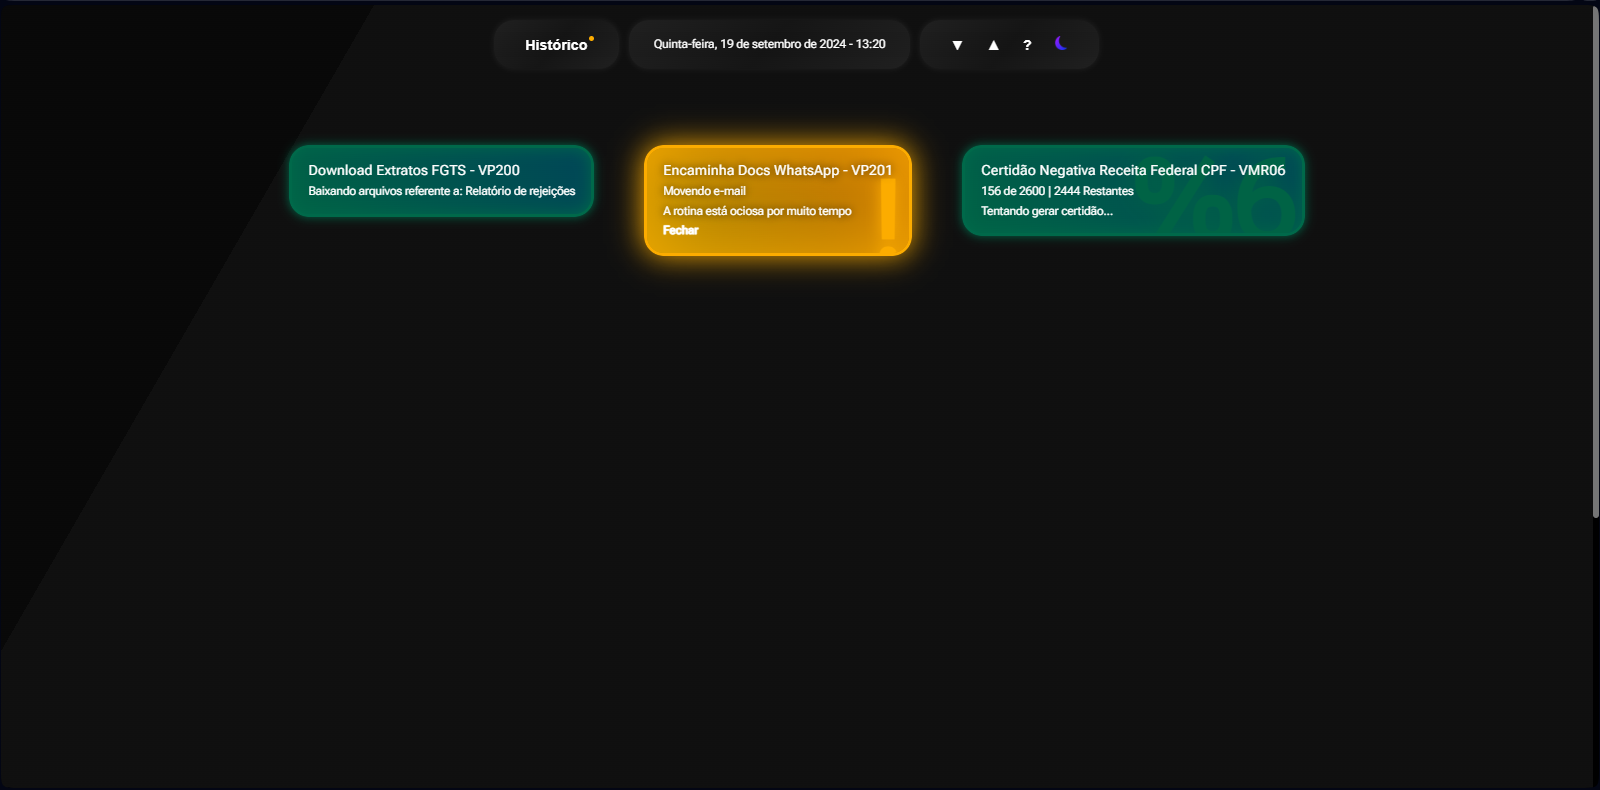 Histórico
Quinta-feira, 19 de setembro de 2024 - 13:20
▼ ▲ ?
Download Extratos FGTS - VP200
Baixando arquivos referente a: Relatório de rejeições
Encaminha Docs WhatsApp - VP201
Movendo e-mail
A rotina está ociosa por muito tempo
Fechar
!
Certidão Negativa Receita Federal CPF - VMR06
156 de 2600 | 2444 Restantes
Tentando gerar certidão...
%6